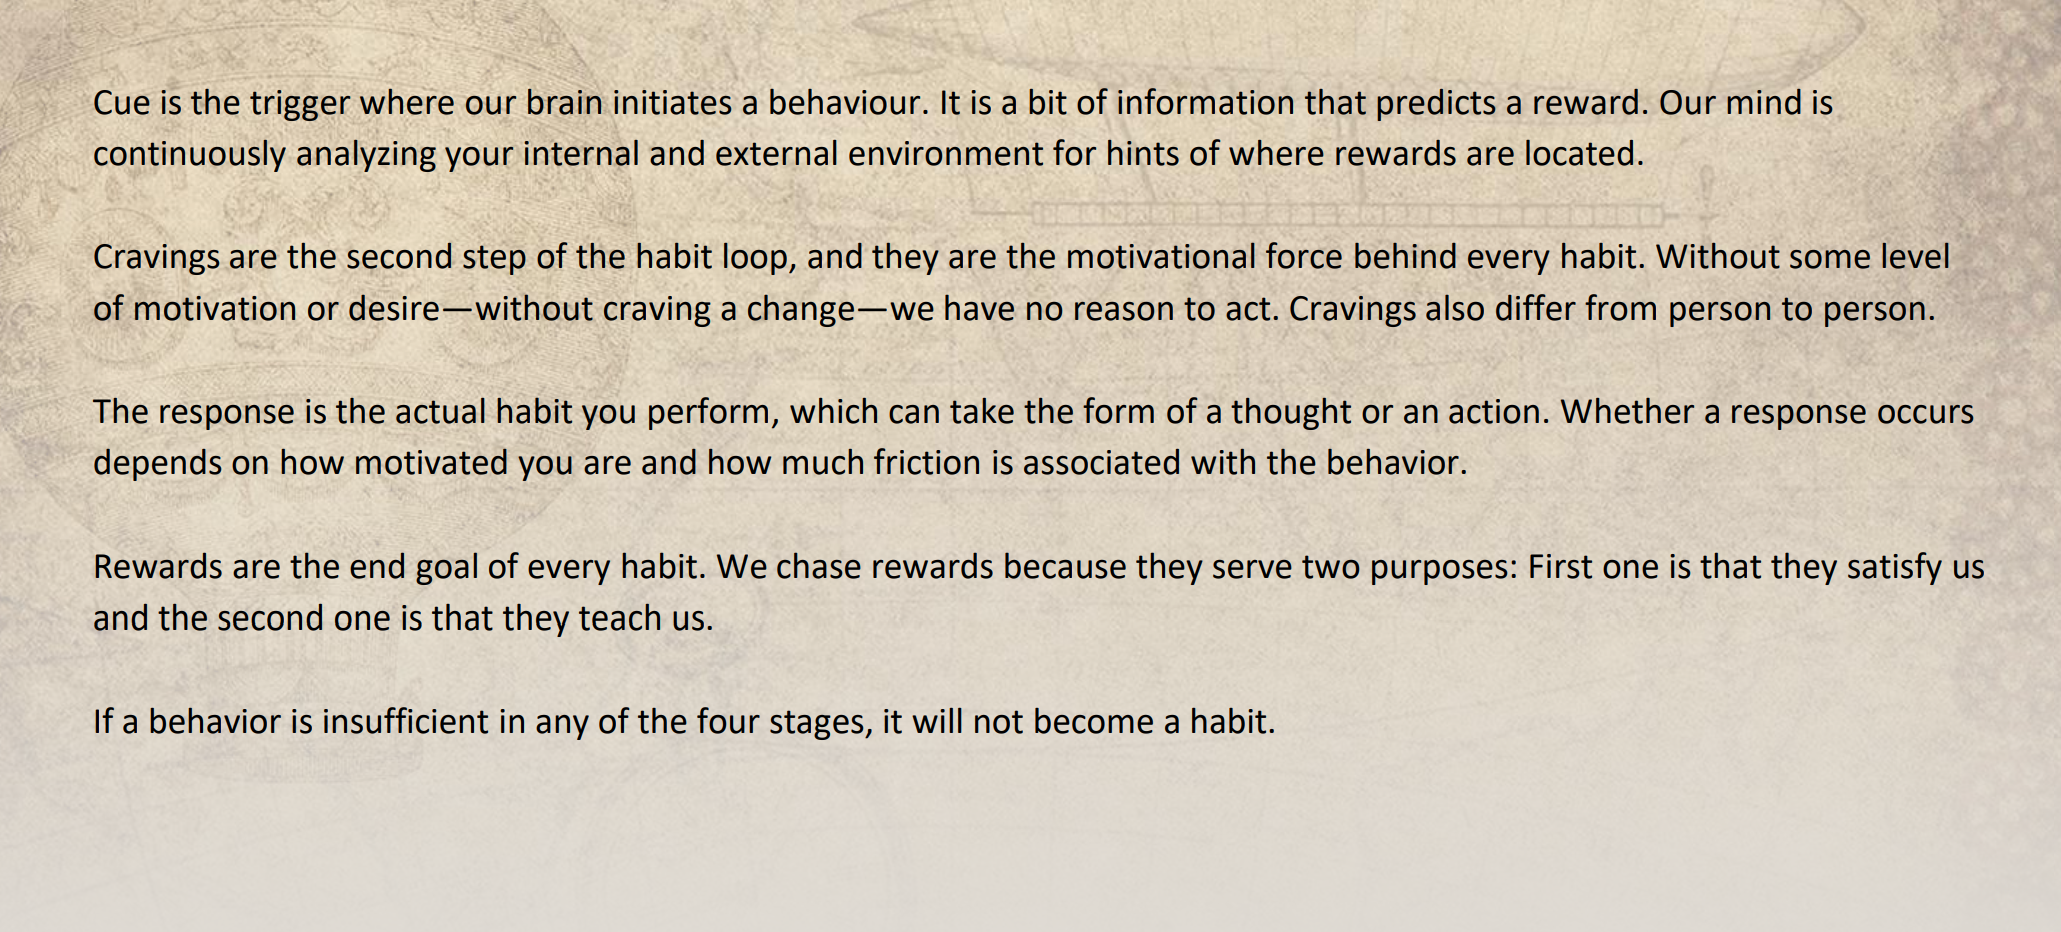 Cue is the trigger where our brain initiates a behaviour. It is a bit of information that predicts a reward. Our mind is
continuously analyzing your internal and external environment for hints of where rewards are located.
Cravings are the second step of the habit loop, and they are the motivational force behind every habit. Without some level
of motivation or desire—without craving a change—we have no reason to act. Cravings also differ from person to person.
The response is the actual habit you perform, which can take the form of a thought or an action. Whether a response occurs
depends on how motivated you are and how much friction is associated with the behavior.
Rewards are the end goal of every habit. We chase rewards because they serve two purposes: First one is that they satisfy us
and the second one is that they teach us.
If a behavior is insufficient in any of the four stages, it will not become a habit.